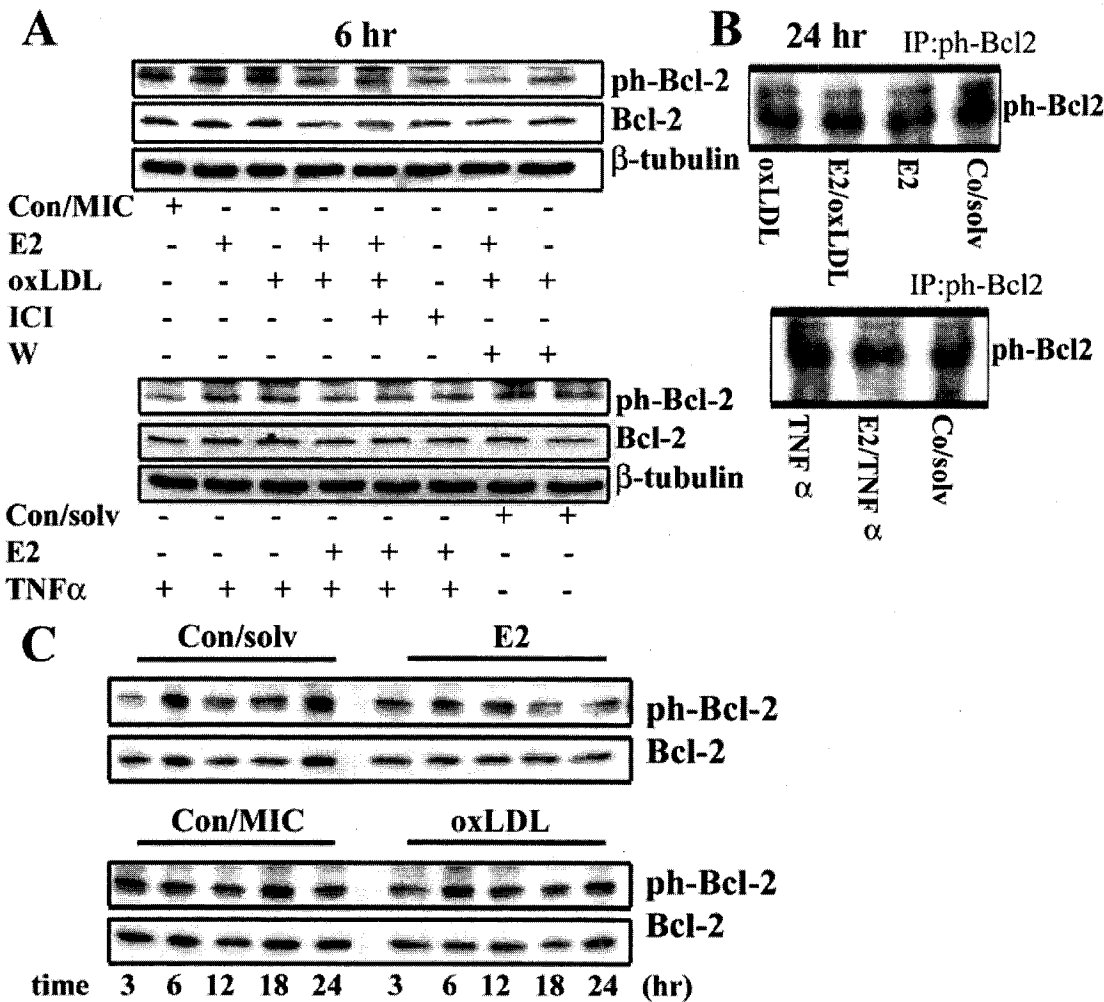 A
6 hr
ph-Bcl-2
Bcl-2
β-tubulin
Con/MIC + - - - - - - -
E2 - + - + + - + -
oxLDL - - + + + - + +
ICI - - - - + + - -
W - - - - - - + +
ph-Bcl-2
Bcl-2
β-tubulin
Con/solv - - - - - - + +
E2 - - - + + + - -
TNFα + + + + + + - -
B
24 hr
IP:ph-Bcl2
ph-Bcl2
oxLDL
E2/oxLDL
E2
Co/solv
IP:ph-Bcl2
ph-Bcl2
TNF α
E2/TNF α
Co/solv
C
Con/solv E2
ph-Bcl-2
Bcl-2
Con/MIC oxLDL
ph-Bcl-2
Bcl-2
time 3 6 12 18 24 3 6 12 18 24 (hr)